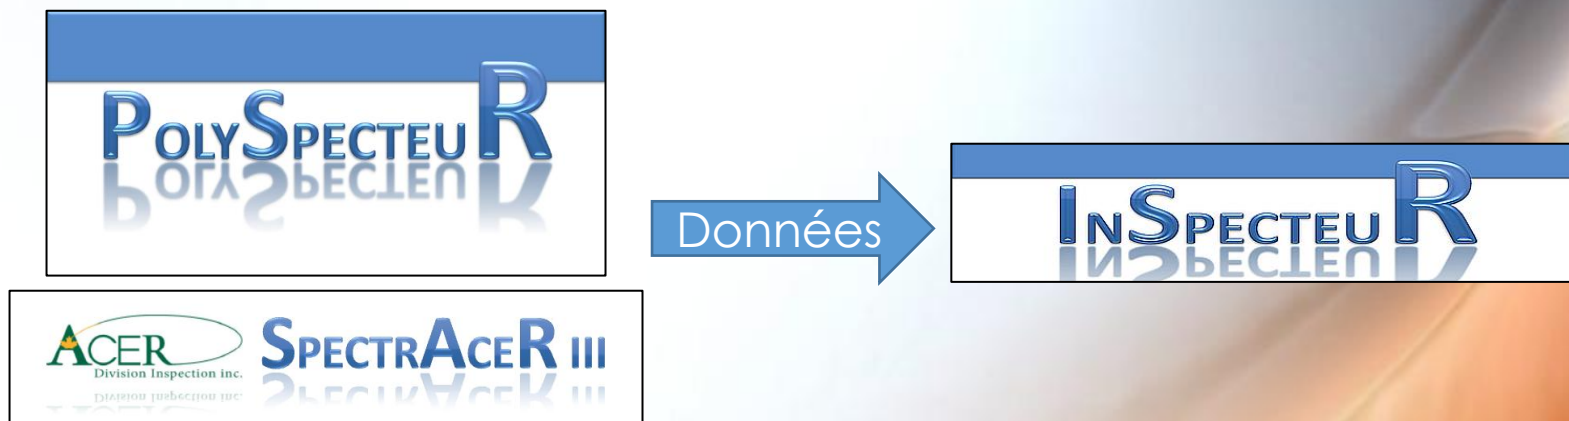 PolySpecteuR
Données
InSpecteuR
ACER
Division Inspection inc.
SpectrAceR III